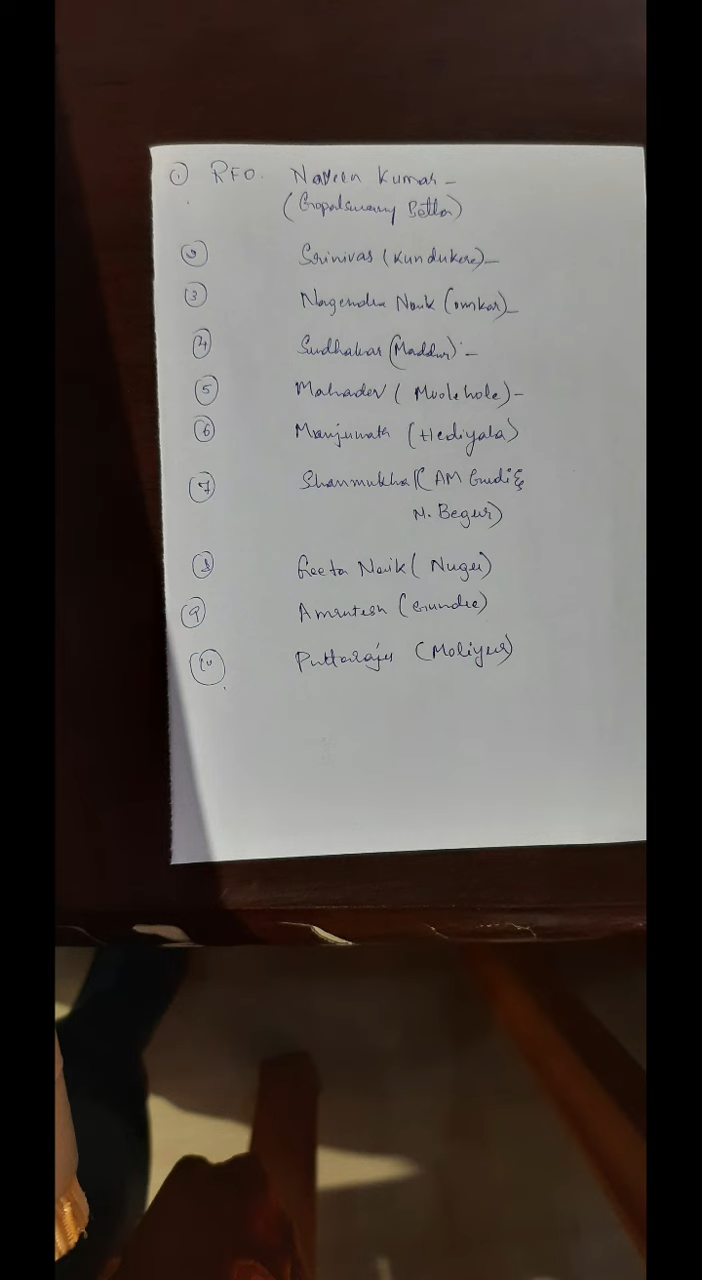 ① RFO. Naveen Kumar –
(Gopalswamy Betta)
② Srinivas (Kundukere) –
③ Nagendra Naik (Omkar) –
④ Sudhakar (Maddur) –
⑤ Mahadev (Moolehole) –
⑥ Manjunath (Hediyala)
⑦ Shanmukha (AM Gudi &
N. Begur)
⑧ Geeta Naik (Nugu)
⑨ Amrutesh (Gundre)
⑩ Puttaraju (Moliyur)